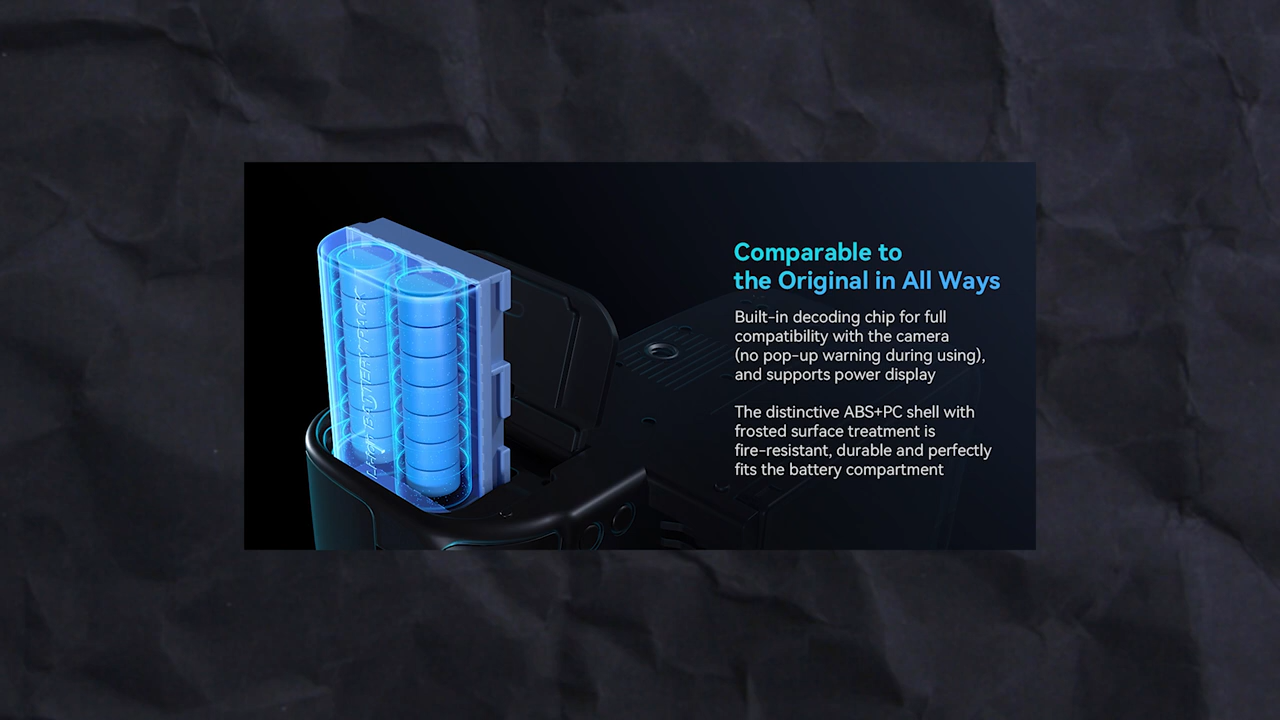 Comparable to
the Original in All Ways
Built-in decoding chip for full
compatibility with the camera
(no pop-up warning during using),
and supports power display
The distinctive ABS+PC shell with
frosted surface treatment is
fire-resistant, durable and perfectly
fits the battery compartment
BATTERY PACK